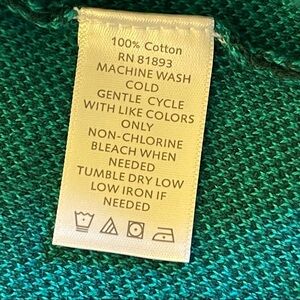 100% Cotton
RN 81893
MACHINE WASH
COLD
GENTLE CYCLE
WITH LIKE COLORS
ONLY
NON-CHLORINE
BLEACH WHEN
NEEDED
TUMBLE DRY LOW
LOW IRON IF
NEEDED